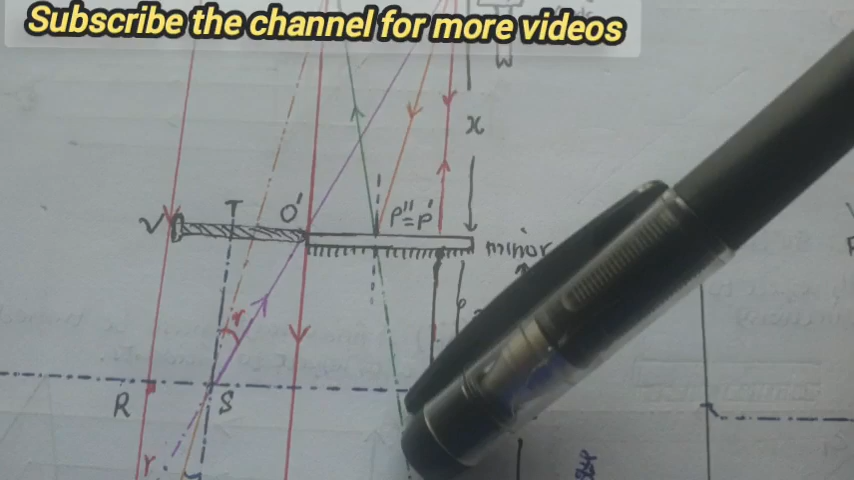 Subscribe the channel for more videos
x
V T O' P''=P'
mirror
r
R S
r